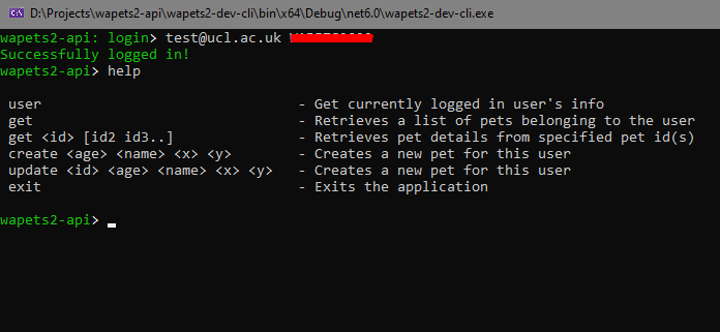 D:\Projects\wapets2-api\wapets2-dev-cli\bin\x64\Debug\net6.0\wapets2-dev-cli.exe
wapets2-api: login> test@ucl.ac.uk
Successfully logged in!
wapets2-api> help
user - Get currently logged in user's info
get - Retrieves a list of pets belonging to the user
get <id> [id2 id3..] - Retrieves pet details from specified pet id(s)
create <age> <name> <x> <y> - Creates a new pet for this user
update <id> <age> <name> <x> <y> - Creates a new pet for this user
exit - Exits the application
wapets2-api>